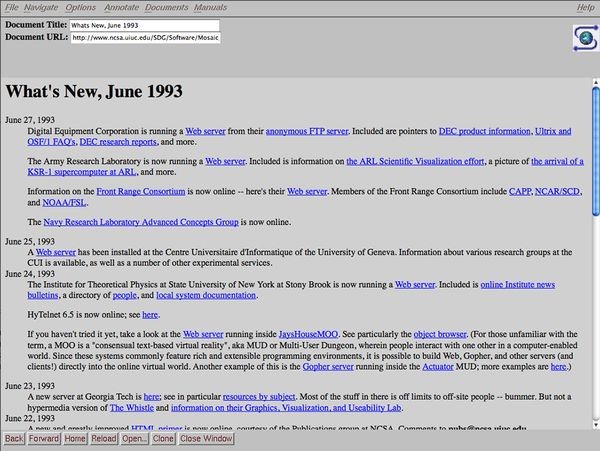 File Navigate Options Annotate Documents Manuals Help
Document Title: Whats New, June 1993
Document URL: http://www.ncsa.uiuc.edu/SDG/Software/Mosaic
What's New, June 1993
June 27, 1993
Digital Equipment Corporation is running a Web server from their anonymous FTP server. Included are pointers to DEC product information, Ultrix and
OSF/1 FAQ's, DEC research reports, and more.
The Army Research Laboratory is now running a Web server. Included is information on the ARL Scientific Visualization effort, a picture of the arrival of a
KSR-1 supercomputer at ARL, and more.
Information on the Front Range Consortium is now online -- here's their Web server. Members of the Front Range Consortium include CAPP, NCAR/SCD,
and NOAA/FSL.
The Navy Research Laboratory Advanced Concepts Group is now online.
June 25, 1993
A Web server has been installed at the Centre Universitaire d'Informatique of the University of Geneva. Information about various research groups at the
CUI is available, as well as a number of other experimental services.
June 24, 1993
The Institute for Theoretical Physics at State University of New York at Stony Brook is now running a Web server. Included is online Institute news
bulletins, a directory of people, and local system documentation.
HyTelnet 6.5 is now online; see here.
If you haven't tried it yet, take a look at the Web server running inside JaysHouseMOO. See particularly the object browser. (For those unfamiliar with the
term, a MOO is a "consensual text-based virtual reality", aka MUD or Multi-User Dungeon, wherein people interact with one other in a computer-enabled
world. Since these systems commonly feature rich and extensible programming environments, it is possible to build Web, Gopher, and other servers (and
clients!) directly into the online virtual world. Another example of this is the Gopher server running inside the Actuator MUD; more examples are here.)
June 23, 1993
A new server at Georgia Tech is here; see in particular resources by subject. Most of the stuff in there is off limits to off-site people -- bummer. But not a
hypermedia version of The Whistle and information on their Graphics, Visualization, and Useability Lab.
June 22, 1993
A new and greatly improved HTML primer is now online, courtesy of the Publications group at NCSA. Comments to pubs@ncsa.uiuc.edu
Back Forward Home Reload Open... Clone Close Window